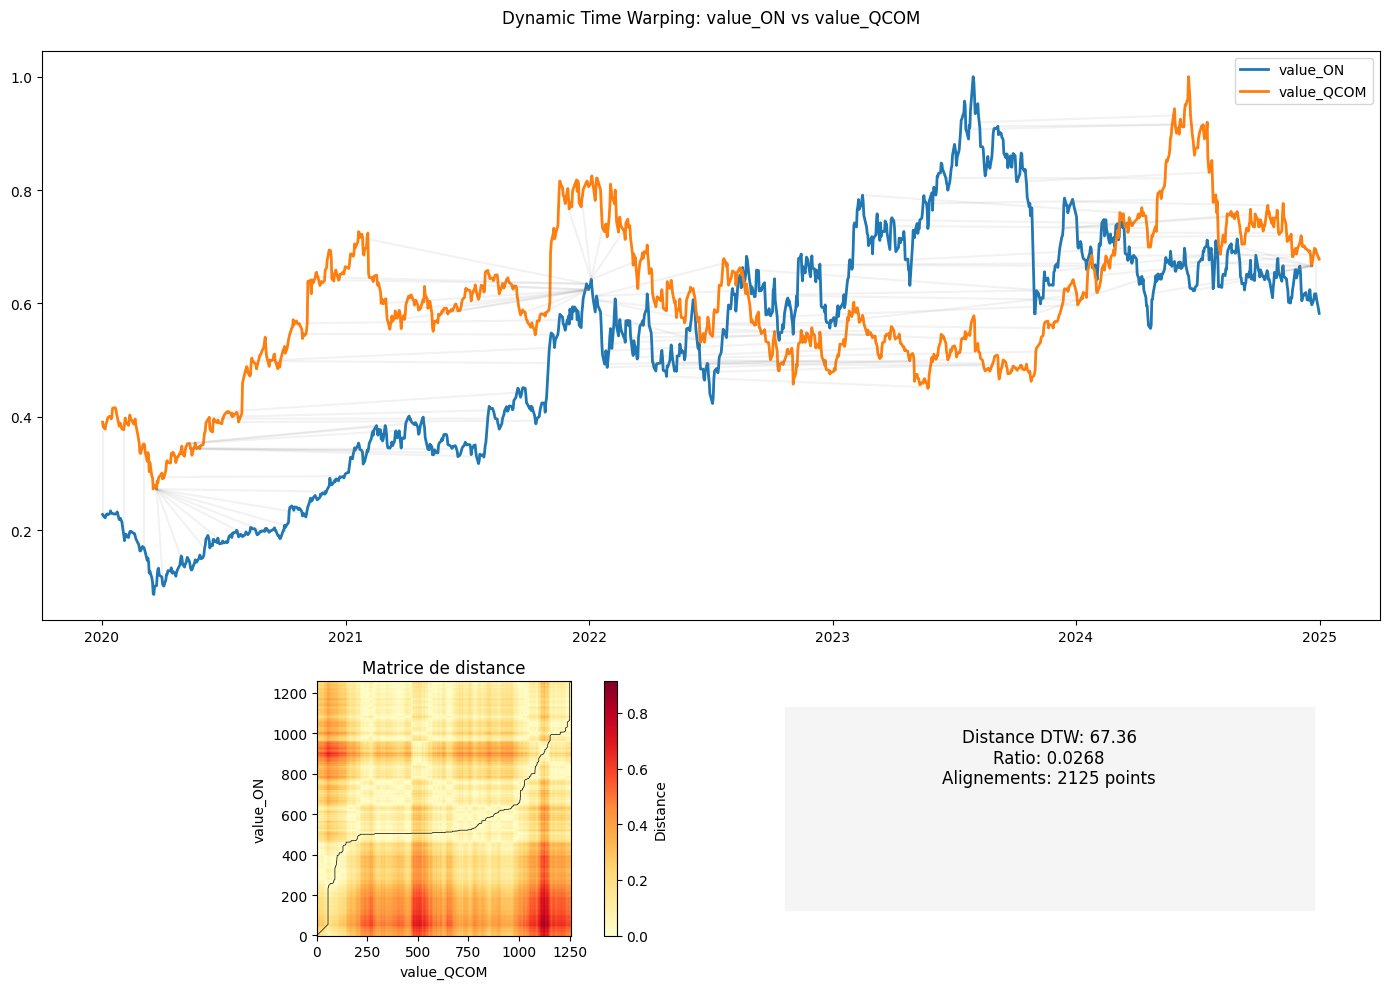 Dynamic Time Warping: value_ON vs value_QCOM
value_ON
value_QCOM
1.0
0.8
0.6
0.4
0.2
2020 2021 2022 2023 2024 2025
Matrice de distance
value_ON
1200
1000
800
600
400
200
0
0 250 500 750 1000 1250
value_QCOM
0.8
0.6
0.4
0.2
0.0
Distance
Distance DTW: 67.36
Ratio: 0.0268
Alignements: 2125 points